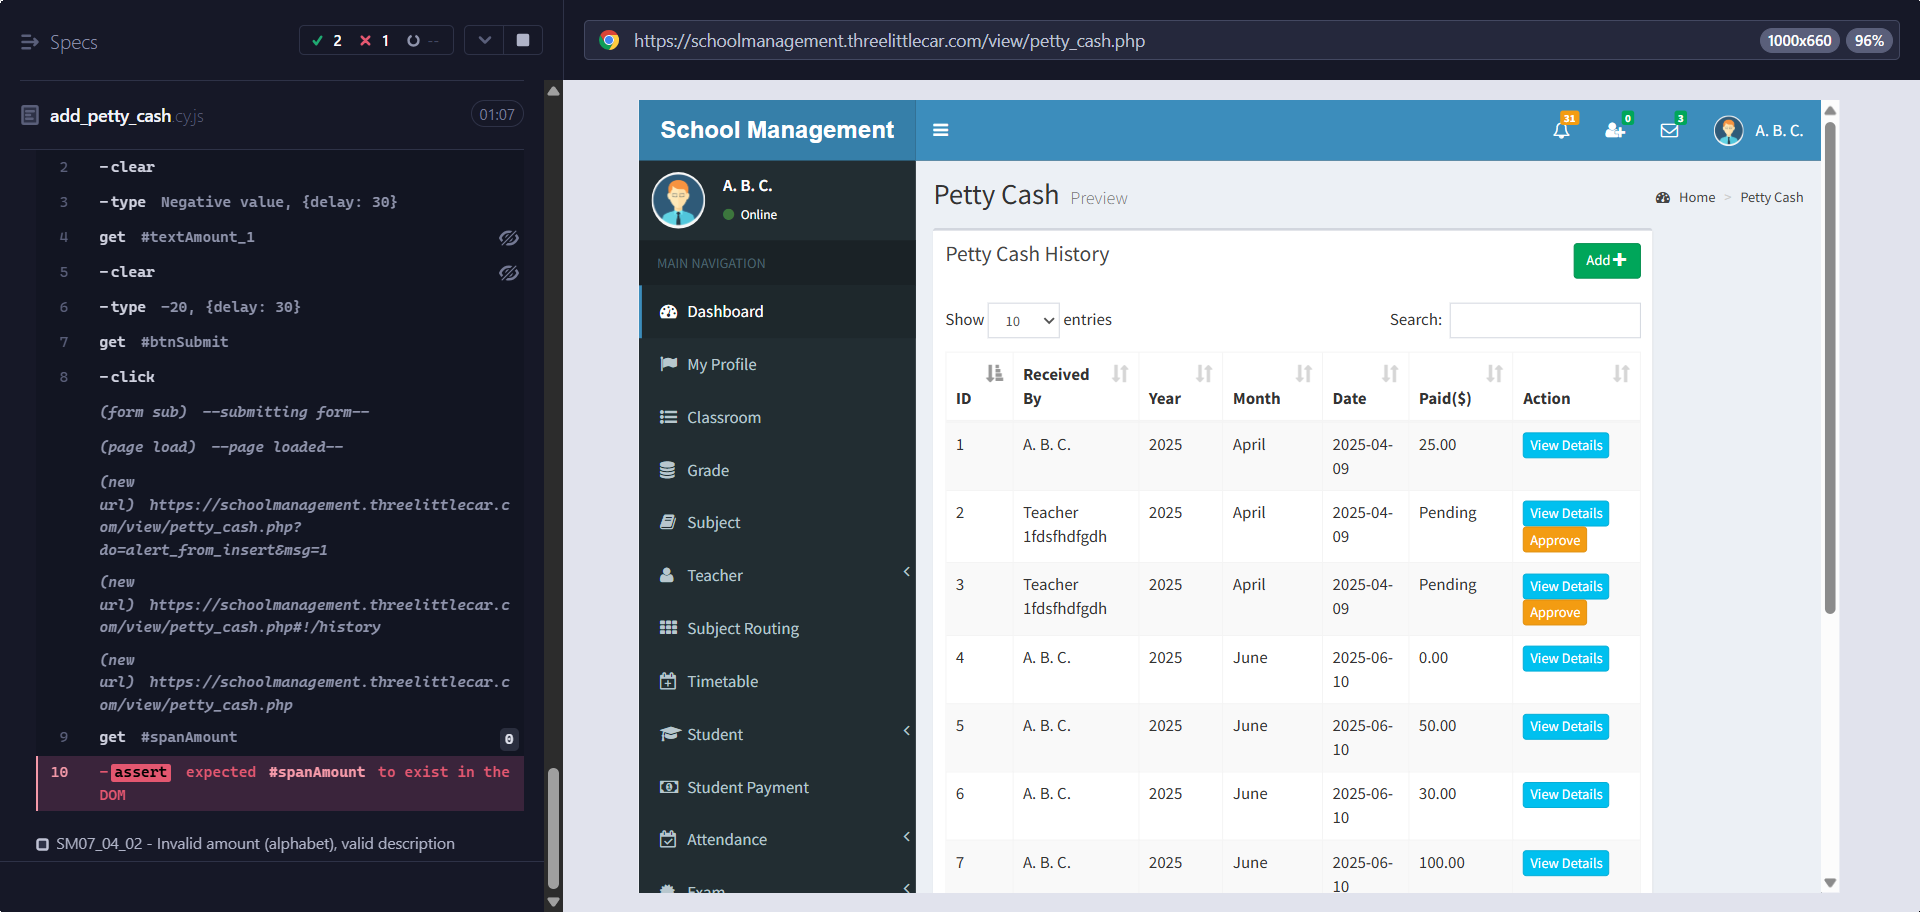 Specs
2
1
--
https://schoolmanagement.threelittlecar.com/view/petty_cash.php
1000x660
96%
add_petty_cash.cy.js
01:07
2 -clear
3 -type Negative value, {delay: 30}
4 get #textAmount_1
5 -clear
6 -type -20, {delay: 30}
7 get #btnSubmit
8 -click
(form sub) --submitting form--
(page load) --page loaded--
(new
url) https://schoolmanagement.threelittlecar.c
om/view/petty_cash.php?
do=alert_from_insert&msg=1
(new
url) https://schoolmanagement.threelittlecar.c
om/view/petty_cash.php#!/history
(new
url) https://schoolmanagement.threelittlecar.c
om/view/petty_cash.php
9 get #spanAmount 0
10 -assert expected #spanAmount to exist in the
DOM
SM07_04_02 - Invalid amount (alphabet), valid description
School Management
31
0
3
A. B. C.
A. B. C.
Online
MAIN NAVIGATION
Dashboard
My Profile
Classroom
Grade
Subject
Teacher
Subject Routing
Timetable
Student
Student Payment
Attendance
Exam
Petty Cash Preview
Home > Petty Cash
Petty Cash History
Add
Show 10 entries
Search:
ID Received By Year Month Date Paid($) Action
1 A. B. C. 2025 April 2025-04-09 25.00 View Details
2 Teacher 1fdsfhdfgdh 2025 April 2025-04-09 Pending View Details Approve
3 Teacher 1fdsfhdfgdh 2025 April 2025-04-09 Pending View Details Approve
4 A. B. C. 2025 June 2025-06-10 0.00 View Details
5 A. B. C. 2025 June 2025-06-10 50.00 View Details
6 A. B. C. 2025 June 2025-06-10 30.00 View Details
7 A. B. C. 2025 June 2025-06-10 100.00 View Details